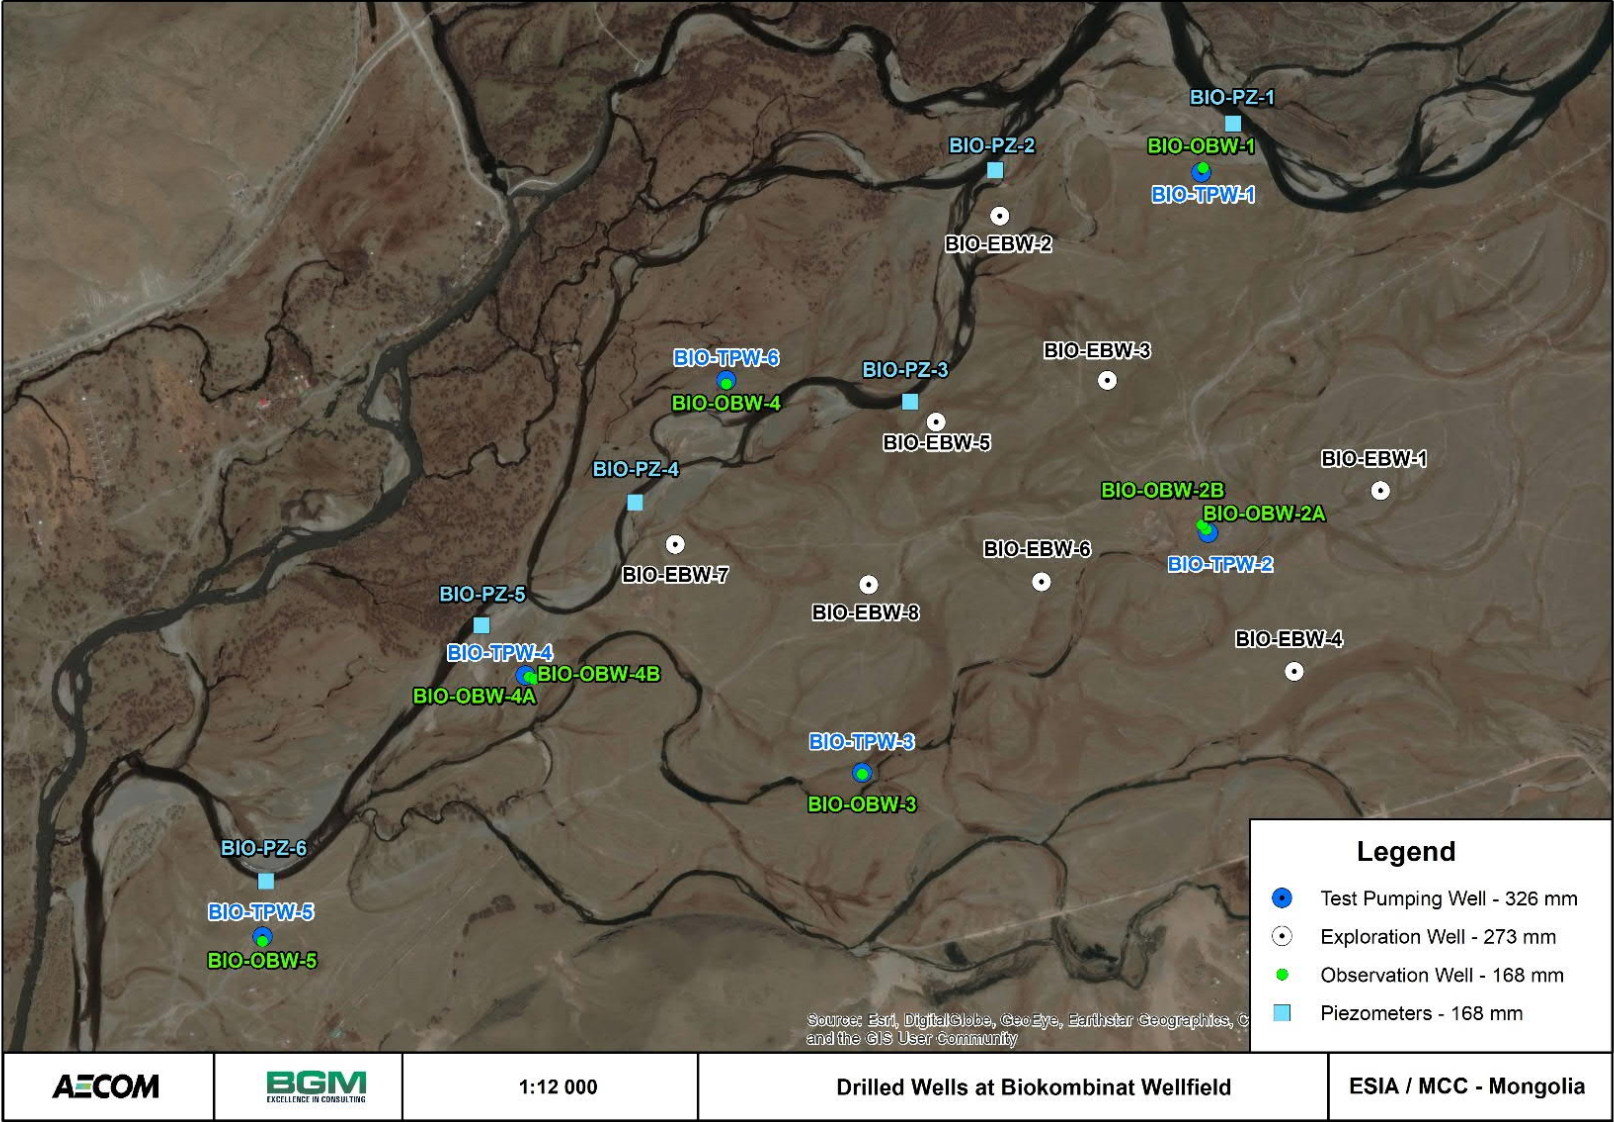 BIO-PZ-1
BIO-PZ-2
BIO-OBW-1
BIO-TPW-1
BIO-EBW-2
BIO-EBW-3
BIO-TPW-6
BIO-PZ-3
BIO-OBW-4
BIO-EBW-5
BIO-EBW-1
BIO-PZ-4
BIO-OBW-2B
BIO-OBW-2A
BIO-EBW-6
BIO-TPW-2
BIO-EBW-7
BIO-PZ-5
BIO-EBW-8
BIO-EBW-4
BIO-TPW-4
BIO-OBW-4B
BIO-OBW-4A
BIO-TPW-3
BIO-OBW-3
BIO-PZ-6
BIO-TPW-5
BIO-OBW-5
Legend
Test Pumping Well - 326 mm
Exploration Well - 273 mm
Observation Well - 168 mm
Piezometers - 168 mm
Source: Esri, DigitalGlobe, GeoEye, Earthstar Geographics, C
and the GIS User Community
AECOM
BGM
EXCELLENCE IN CONSULTING
1:12 000
Drilled Wells at Biokombinat Wellfield
ESIA / MCC - Mongolia